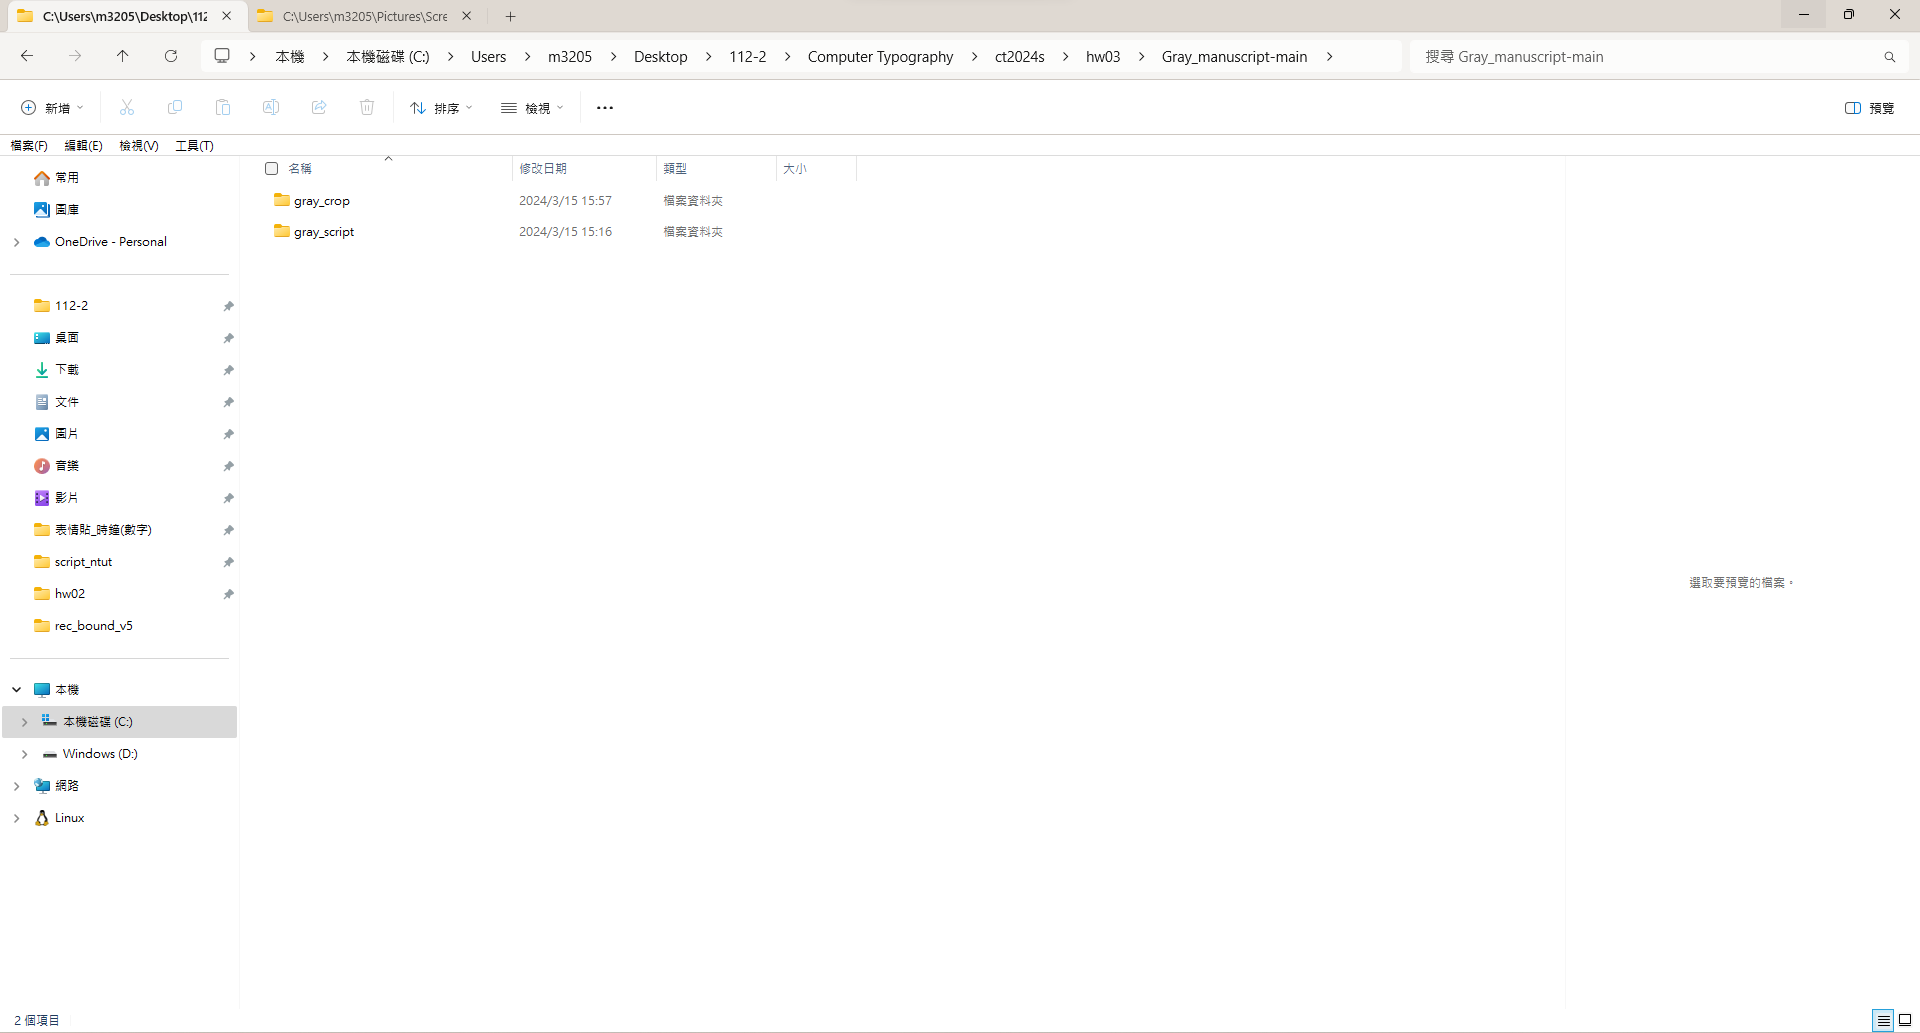 C:\Users\m3205\Desktop\112
C:\Users\m3205\Pictures\Scre
本機 本機磁碟 (C:) Users m3205 Desktop 112-2 Computer Typography ct2024s hw03 Gray_manuscript-main
搜尋 Gray_manuscript-main
新增 排序 檢視 預覽
檔案(F) 編輯(E) 檢視(V) 工具(T)
常用
圖庫
OneDrive - Personal
112-2
桌面
下載
文件
圖片
音樂
影片
表情貼_時鐘(數字)
script_ntut
hw02
rec_bound_v5
本機
本機磁碟 (C:)
Windows (D:)
網路
Linux
名稱 修改日期 類型 大小
gray_crop 2024/3/15 15:57 檔案資料夾
gray_script 2024/3/15 15:16 檔案資料夾
選取要預覽的檔案。
2 個項目